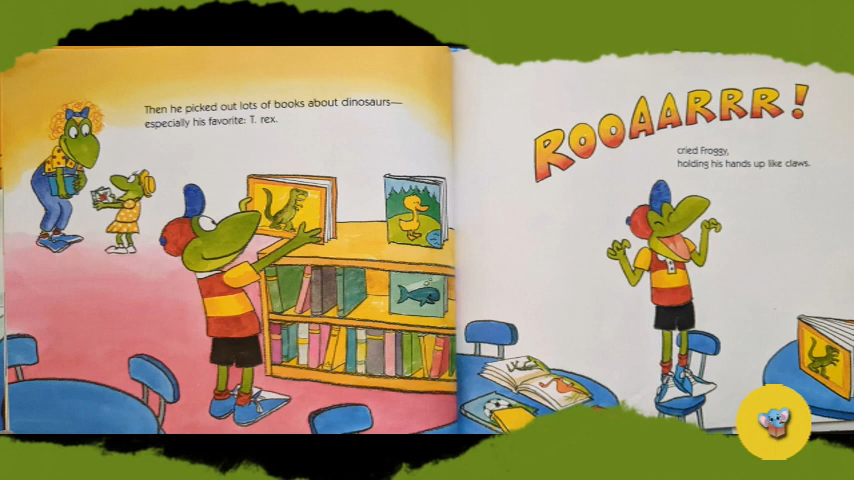 Then he picked out lots of books about dinosaurs—
especially his favorite: T. rex.
ROOAARRR!
cried Froggy,
holding his hands up like claws.